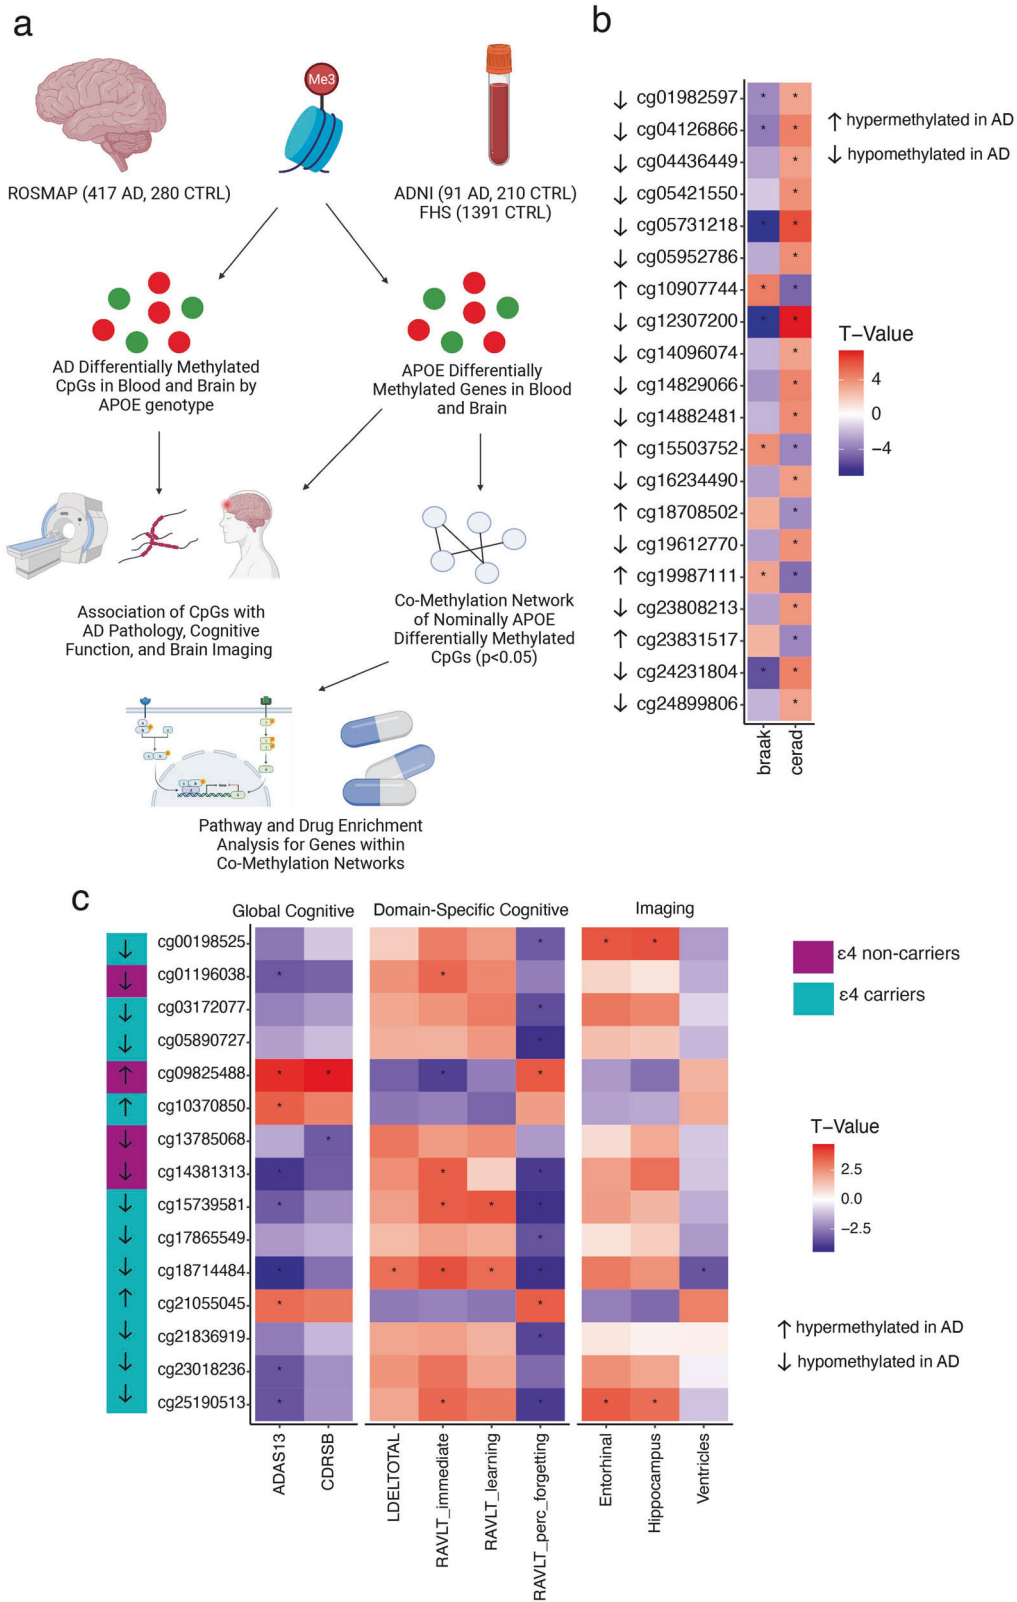 a
Me3
ROSMAP (417 AD, 280 CTRL)
ADNI (91 AD, 210 CTRL)
FHS (1391 CTRL)
AD Differentially Methylated
CpGs in Blood and Brain by
APOE genotype
APOE Differentially
Methylated Genes in Blood
and Brain
Association of CpGs with
AD Pathology, Cognitive
Function, and Brain Imaging
Co-Methylation Network
of Nominally APOE
Differentially Methylated
CpGs (p<0.05)
Pathway and Drug Enrichment
Analysis for Genes within
Co-Methylation Networks
b
↓ cg01982597 * *
↓ cg04126866 * *
↓ cg04436449 *
↓ cg05421550 *
↓ cg05731218 * *
↓ cg05952786 *
↑ cg10907744 * *
↓ cg12307200 * *
↓ cg14096074 *
↓ cg14829066 *
↓ cg14882481 *
↑ cg15503752 * *
↓ cg16234490 *
↑ cg18708502 *
↓ cg19612770 *
↑ cg19987111 * *
↓ cg23808213 *
↑ cg23831517 *
↓ cg24231804 * *
↓ cg24899806 *
braak
cerad
↑ hypermethylated in AD
↓ hypomethylated in AD
T-Value
4
0
-4
c
Global Cognitive
Domain-Specific Cognitive
Imaging
↓ cg00198525 * * *
↓ cg01196038 * *
↓ cg03172077 *
↓ cg05890727 *
↑ cg09825488 * * * *
↑ cg10370850 *
↓ cg13785068 *
↓ cg14381313 * * *
↓ cg15739581 * * * *
↓ cg17865549 *
↓ cg18714484 * * * * * *
↑ cg21055045 * *
↓ cg21836919 *
↓ cg23018236 *
↓ cg25190513 * * * * *
ADAS13
CDRSB
LDELTOTAL
RAVLT_immediate
RAVLT_learning
RAVLT_perc_forgetting
Entorhinal
Hippocampus
Ventricles
ε4 non-carriers
ε4 carriers
T-Value
2.5
0.0
-2.5
↑ hypermethylated in AD
↓ hypomethylated in AD